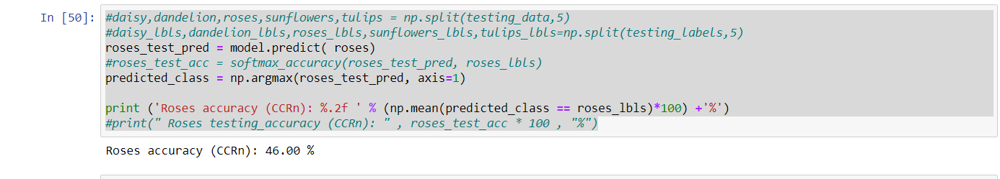 In [50]: #daisy,dandelion,roses,sunflowers,tulips = np.split(testing_data,5)
#daisy_lbls,dandelion_lbls,roses_lbls,sunflowers_lbls,tulips_lbls=np.split(testing_labels,5)
roses_test_pred = model.predict( roses)
#roses_test_acc = softmax_accuracy(roses_test_pred, roses_lbls)
predicted_class = np.argmax(roses_test_pred, axis=1)
print ('Roses accuracy (CCRn): %.2f ' % (np.mean(predicted_class == roses_lbls)*100) +'%')
#print(" Roses testing_accuracy (CCRn): " , roses_test_acc * 100 , "%")
Roses accuracy (CCRn): 46.00 %